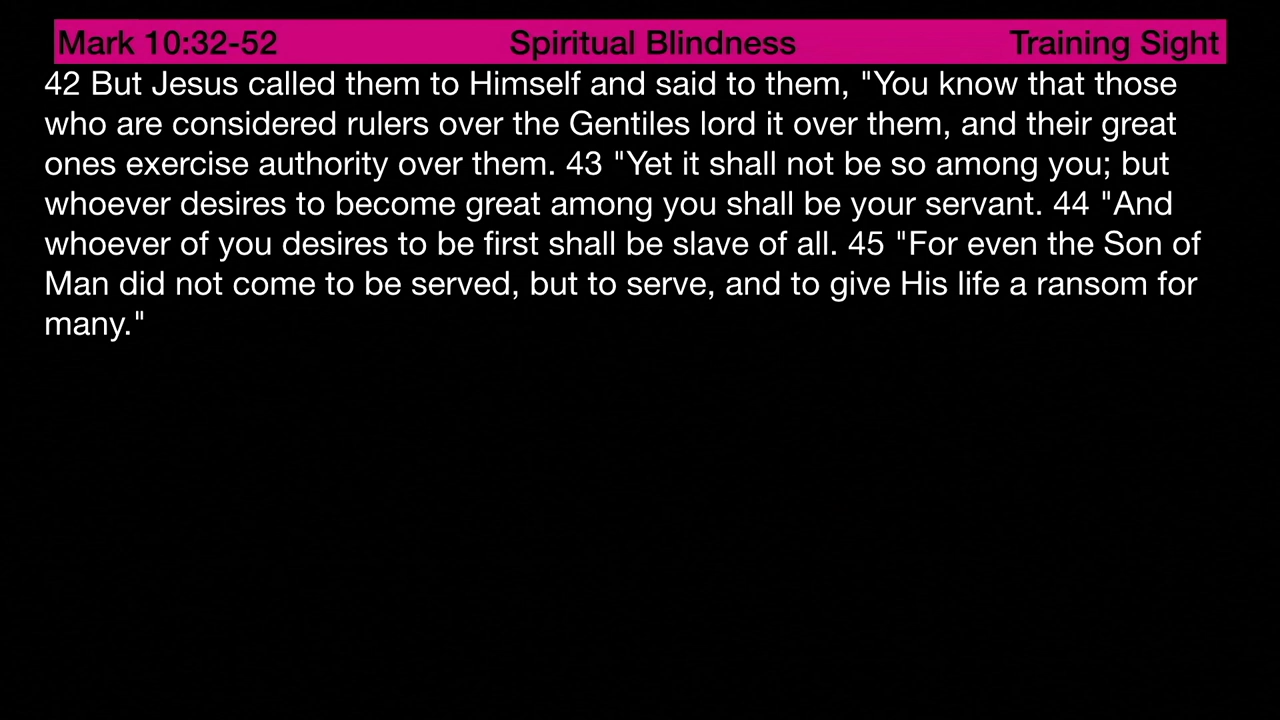 Mark 10:32-52 Spiritual Blindness Training Sight
42 But Jesus called them to Himself and said to them, "You know that those
who are considered rulers over the Gentiles lord it over them, and their great
ones exercise authority over them. 43 "Yet it shall not be so among you; but
whoever desires to become great among you shall be your servant. 44 "And
whoever of you desires to be first shall be slave of all. 45 "For even the Son of
Man did not come to be served, but to serve, and to give His life a ransom for
many."